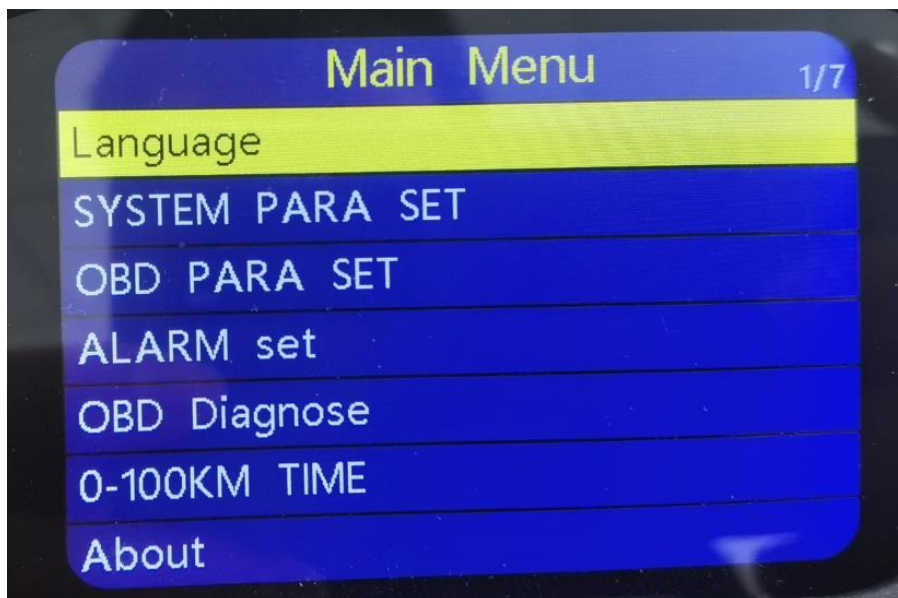 Main Menu
1/7
Language
SYSTEM PARA SET
OBD PARA SET
ALARM set
OBD Diagnose
0-100KM TIME
About